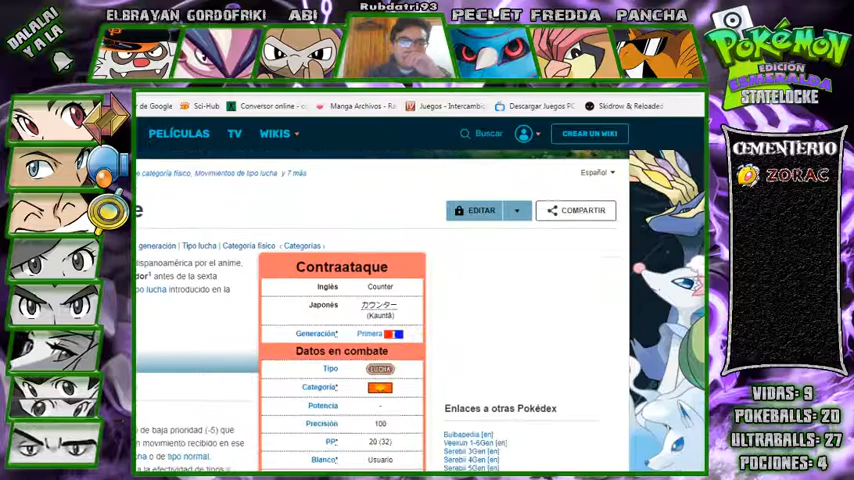 DALALAI
Y A LA
ELBRAYAN GORDOFRIKI ABI Rubdatri93 PECLET FREDDA PANCHA
POKÉMON
EDICIÓN
ESMERALDA
STATELOCKE
de Google Sci-Hub Conversor online - c Manga Archivos - Ra Juegos - Intercambio Descargar Juegos PC Skidrow & Reloaded
PELÍCULAS TV WIKIS Buscar CREAR UN WIKI
e categoría físico, Movimientos de tipo lucha y 7 más
Español
e
EDITAR
COMPARTIR
generación | Tipo lucha | Categoría físico ‹ Categorías ›
hispanoamérica por el anime,
dor¹ antes de la sexta
ipo lucha introducido en la
Contraataque
Inglés Counter
Japonés カウンター
(Kauntā)
Generación* Primera
Datos en combate
Tipo LUCHA
Categoría*
Potencia -
Precisión 100
PP* 20 (32)
Blanco* Usuario
de baja prioridad (-5) que
n movimiento recibido en ese
cha o de tipo normal.
Enlaces a otras Pokédex
Bulbapedia [en]
Veekun 1-5Gen [en]
Serebii 3Gen [en]
Serebii 4Gen [en]
Serebii 5Gen [en]
CEMENTERIO
ZORAC
VIDAS: 9
POKEBALLS: 20
ULTRABALLS: 27
POCIONES: 4